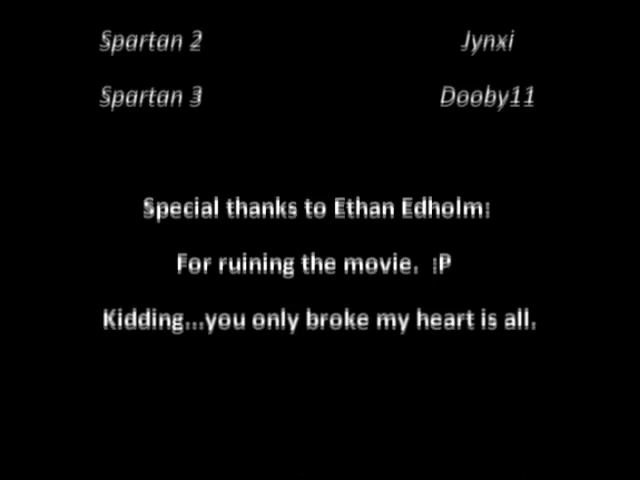 Spartan 2 Jynxi
Spartan 3 Dooby11
Special thanks to Ethan Edholm:
For ruining the movie.  :P
Kidding...you only broke my heart is all.